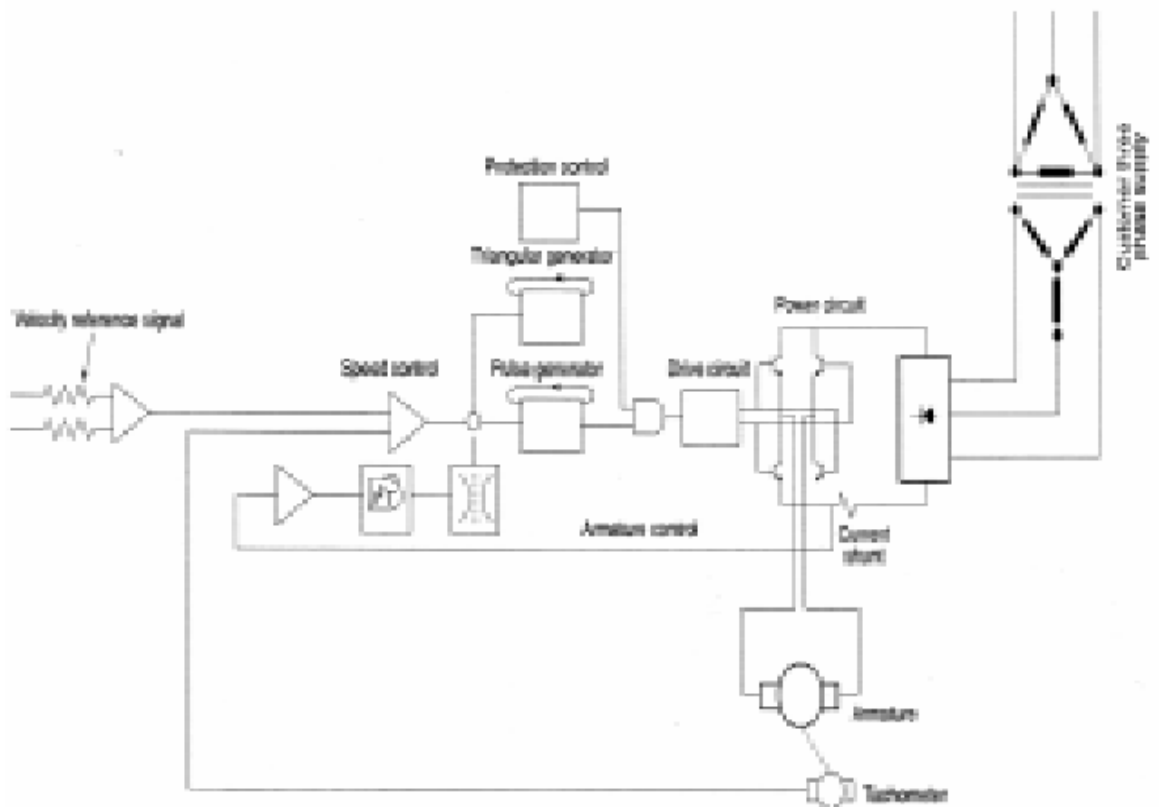 Customer three
phase supply
Protection control
Triangular generator
Velocity reference signal
Power circuit
Speed control
Pulse generator
Drive circuit
Armature control
Current
shunt
Armature
Tachometer